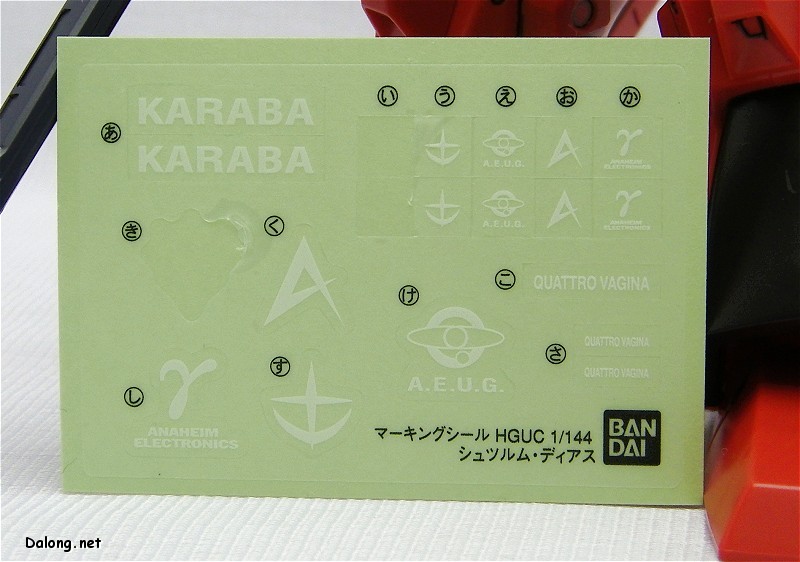 い う え お か
あ
KARABA
KARABA
A.E.U.G.
ANAHEIM
ELECTRONICS
A.E.U.G.
ANAHEIM
ELECTRONICS
き
く
け
こ
QUATTRO VAGINA
さ
QUATTRO VAGINA
QUATTRO VAGINA
し
γ
ANAHEIM
ELECTRONICS
す
A.E.U.G.
マーキングシール HGUC 1/144
シュツルム・ディアス
BAN
DAI
Dalong.net